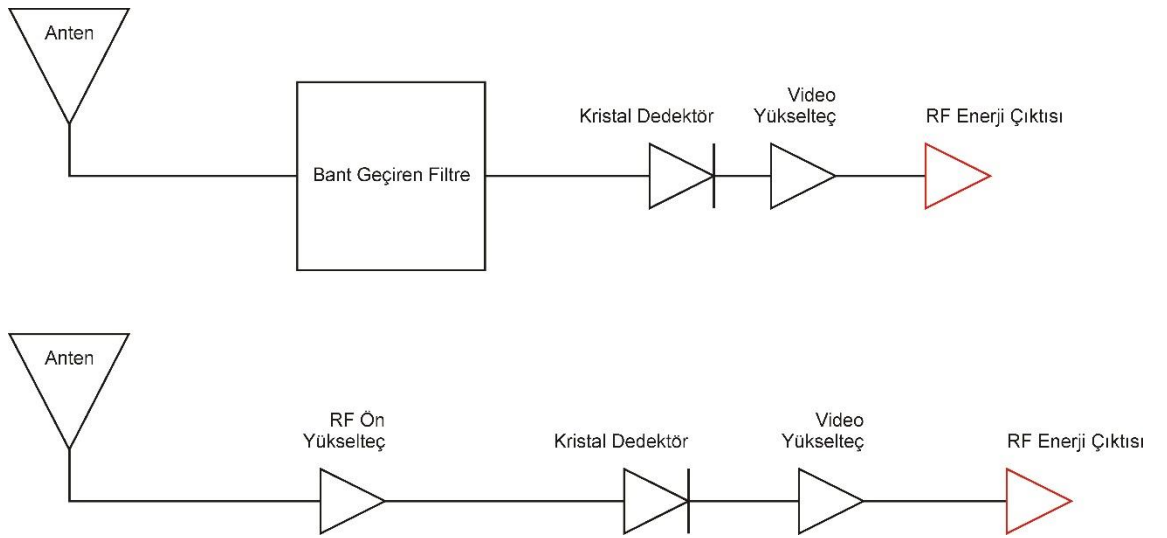 Anten
Bant Geçiren Filtre
Kristal Dedektör
Video
Yükselteç
RF Enerji Çıktısı
Anten
RF Ön
Yükselteç
Kristal Dedektör
Video
Yükselteç
RF Enerji Çıktısı